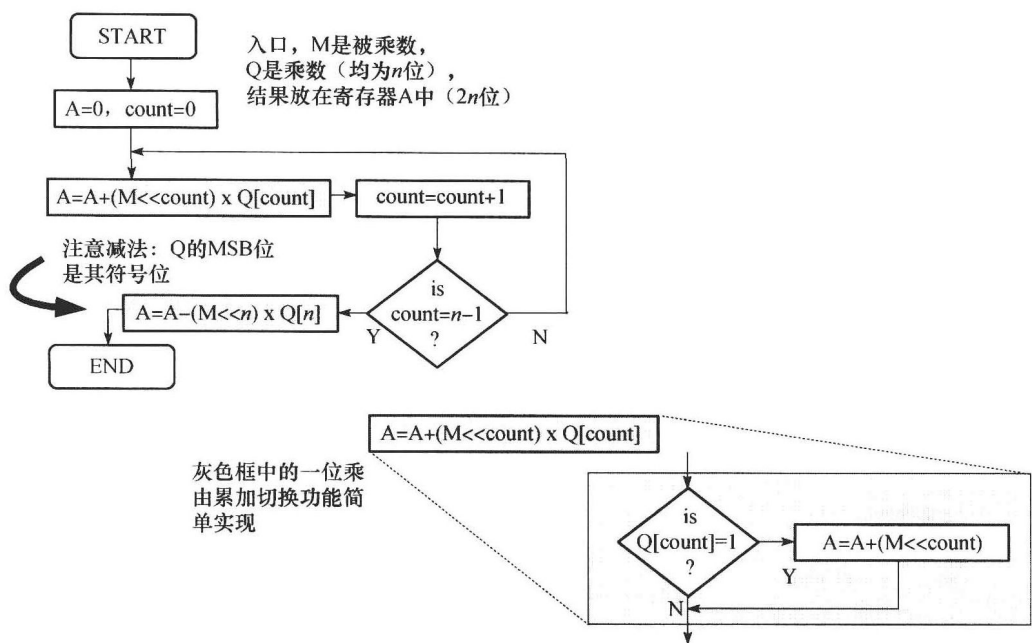 START
入口，M是被乘数，
Q是乘数（均为n位），
结果放在寄存器A中（2n位）
A=0，count=0
A=A+(M<<count) x Q[count]
count=count+1
注意减法：Q的MSB位
是其符号位
is
count=n−1
?
Y
N
A=A−(M<<n) x Q[n]
END
A=A+(M<<count) x Q[count]
灰色框中的一位乘
由累加切换功能简
单实现
is
Q[count]=1
?
Y
N
A=A+(M<<count)